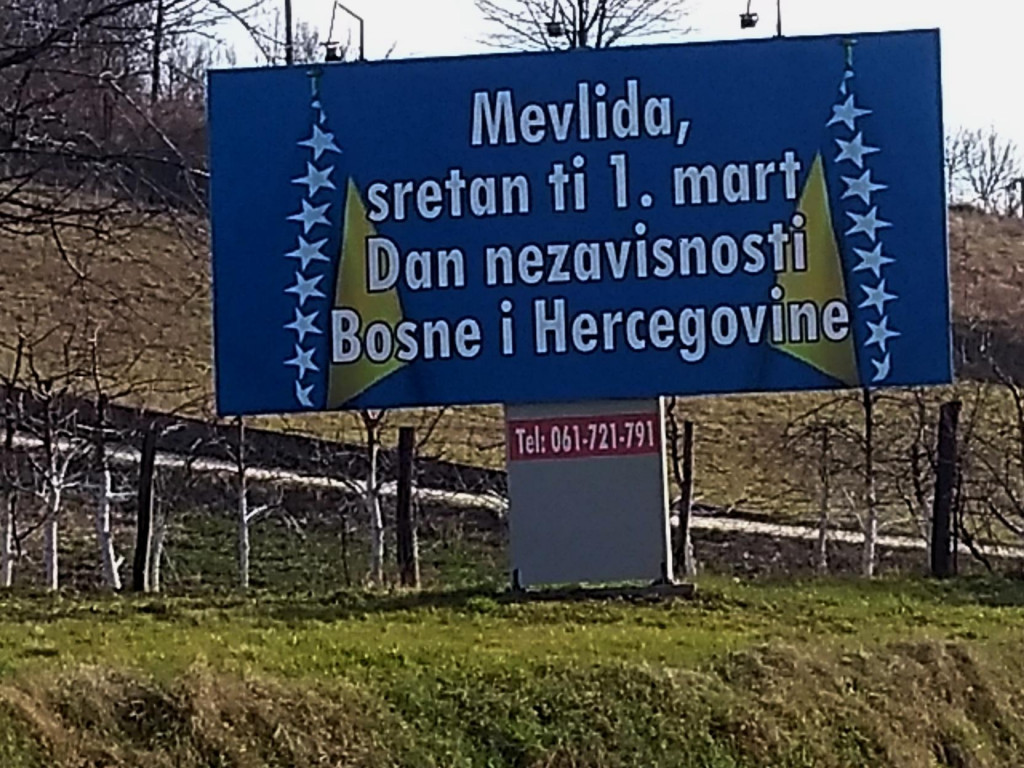 Mevlida,
sretan ti 1. mart
Dan nezavisnosti
Bosne i Hercegovine
Tel: 061-721-791